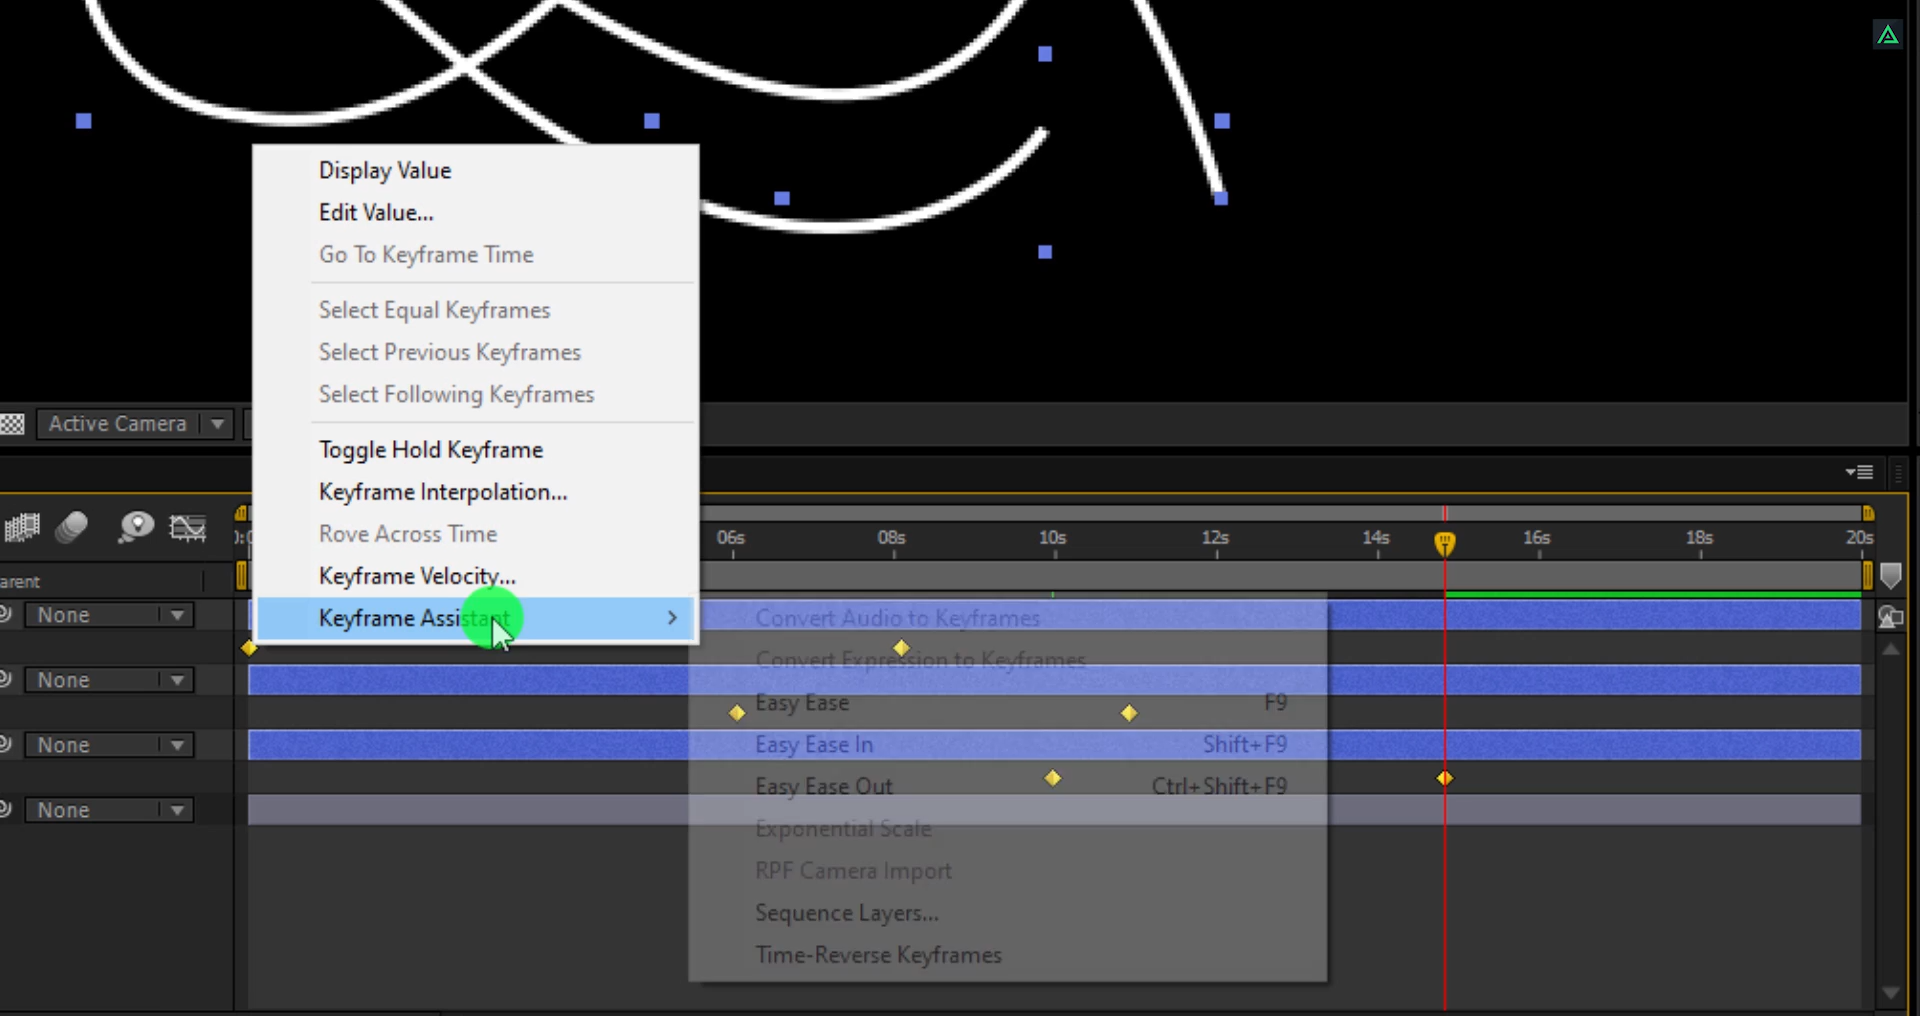 Display Value
Edit Value...
Go To Keyframe Time
Select Equal Keyframes
Select Previous Keyframes
Select Following Keyframes
Active Camera
Toggle Hold Keyframe
Keyframe Interpolation...
Rove Across Time
Keyframe Velocity...
Keyframe Assistant
06s 08s 10s 12s 14s 16s 18s 20s
arent
None
None
None
None
Convert Audio to Keyframes
Convert Expression to Keyframes
Easy Ease F9
Easy Ease In Shift+F9
Easy Ease Out Ctrl+Shift+F9
Exponential Scale
RPF Camera Import
Sequence Layers...
Time-Reverse Keyframes